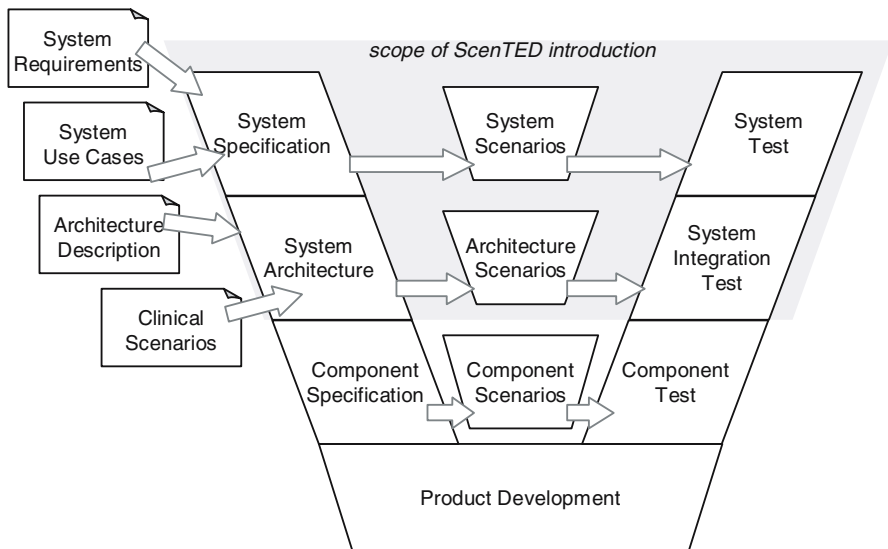 scope of ScenTED introduction
System
Requirements
System
Use Cases
Architecture
Description
Clinical
Scenarios
System
Specification
System
Scenarios
System
Test
System
Architecture
Architecture
Scenarios
System
Integration
Test
Component
Specification
Component
Scenarios
Component
Test
Product Development